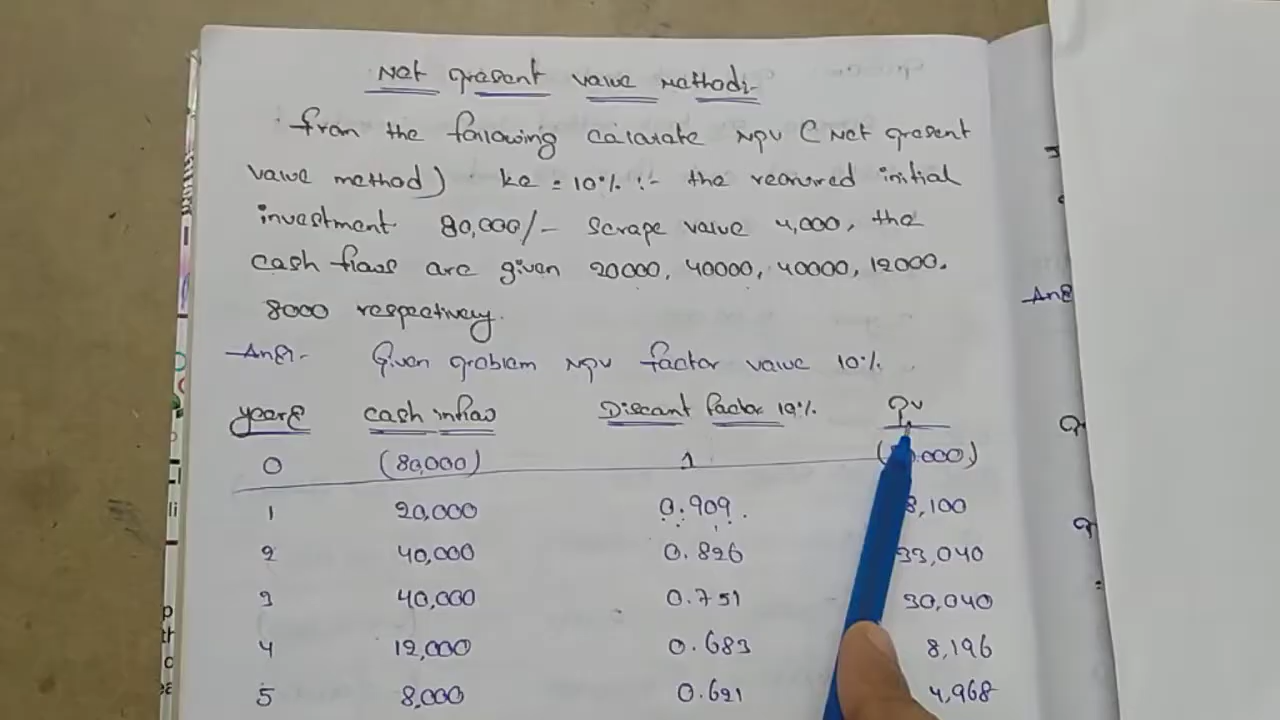 Net present value method:-
from the following calculate NPV (Net present
value method) ke = 10% :- the required initial
investment 80,000/- Scrape value 4,000, the
cash flows are given 20000, 40000, 40000, 12000.
8000 respectively.
Ans:- Given problem NPV factor value 10%.
years cash inflow Discant factor 10% PV
0 (80,000) 1 ,000)
1 20,000 0.909. 8,100
2 40,000 0.826 33,040
3 40,000 0.751 30,040
4 12,000 0.683 8,196
5 8,000 0.621 4,968
Ans